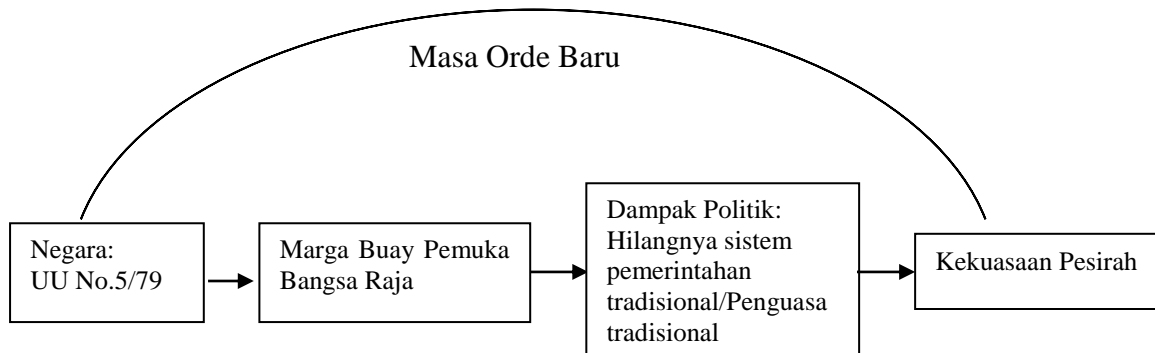 Masa Orde Baru
Negara:
UU No.5/79
Marga Buay Pemuka
Bangsa Raja
Dampak Politik:
Hilangnya sistem
pemerintahan
tradisional/Penguasa
tradisional
Kekuasaan Pesirah